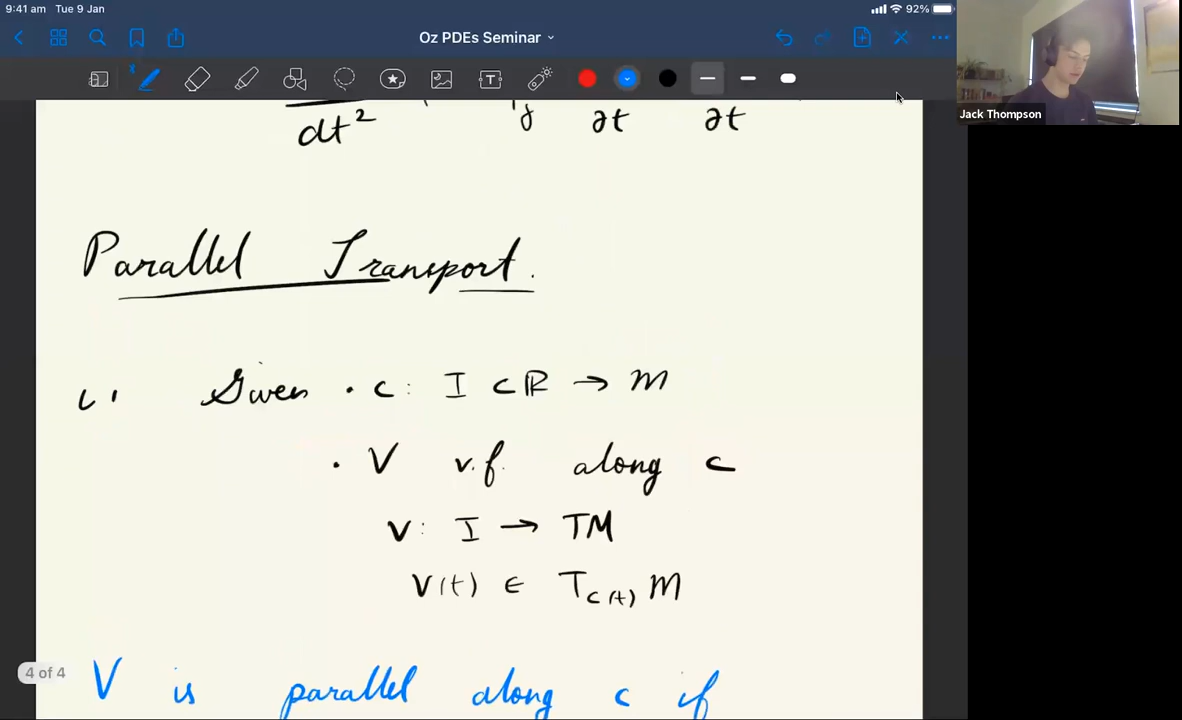 9:41 am Tue 9 Jan
92%
Oz PDEs Seminar
Jack Thompson
dt² ∂t ∂t
Parallel Transport.
Given · c: I ⊂ ℝ → M
· V v.f. along c
V: I → TM
V(t) ∈ T_{c(t)} M
4 of 4
V is parallel along c if